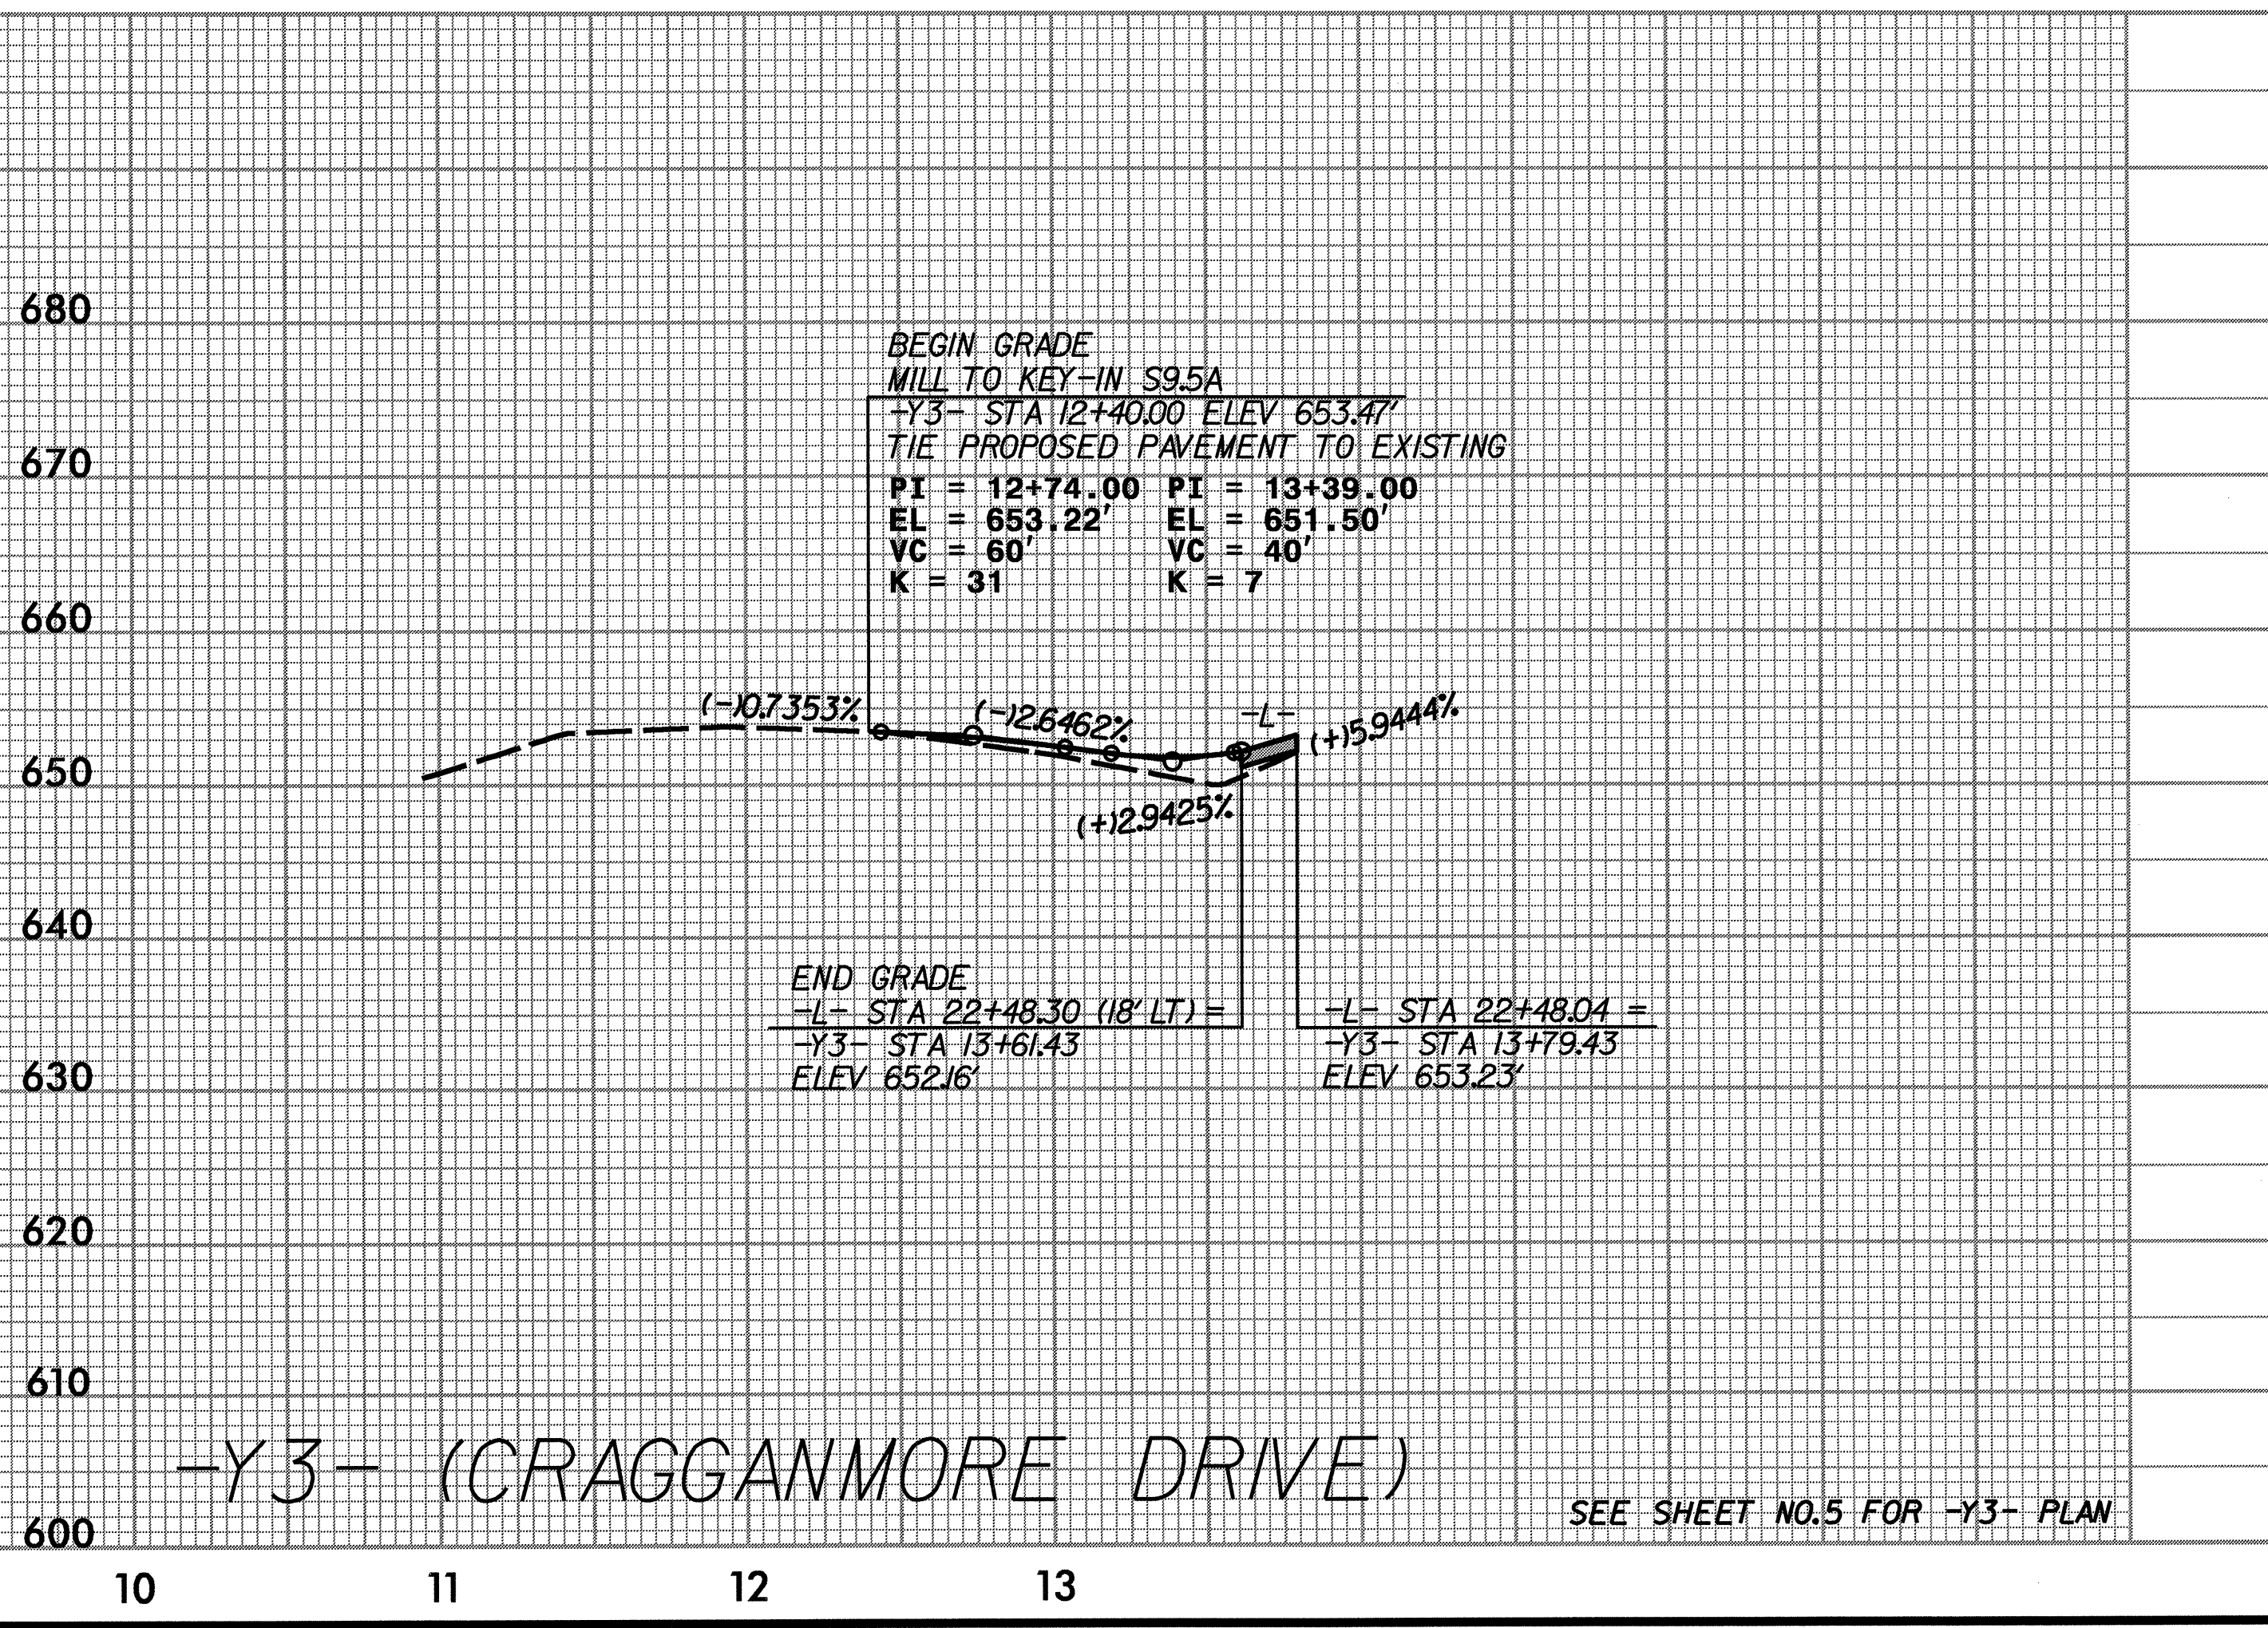 680
BEGIN GRADE
MILL TO KEY-IN S9.5A
-Y3- STA 12+40.00 ELEV 653.47'
TIE PROPOSED PAVEMENT TO EXISTING
670
PI = 12+74.00 PI = 13+39.00
EL = 653.22' EL = 651.50'
VC = 60' VC = 40'
K = 31 K = 7
660
(-)0.7353%
(-)2.6462%
-L-
(+)5.9444%
650
(+)2.9425%
640
END GRADE
-L- STA 22+48.30 (18' LT) =
-Y3- STA 13+61.43
ELEV 652.16'
-L- STA 22+48.04 =
-Y3- STA 13+79.43
ELEV 653.23'
630
620
610
-Y3- (CRAGGANMORE DRIVE)
SEE SHEET NO.5 FOR -Y3- PLAN
600
10 11 12 13